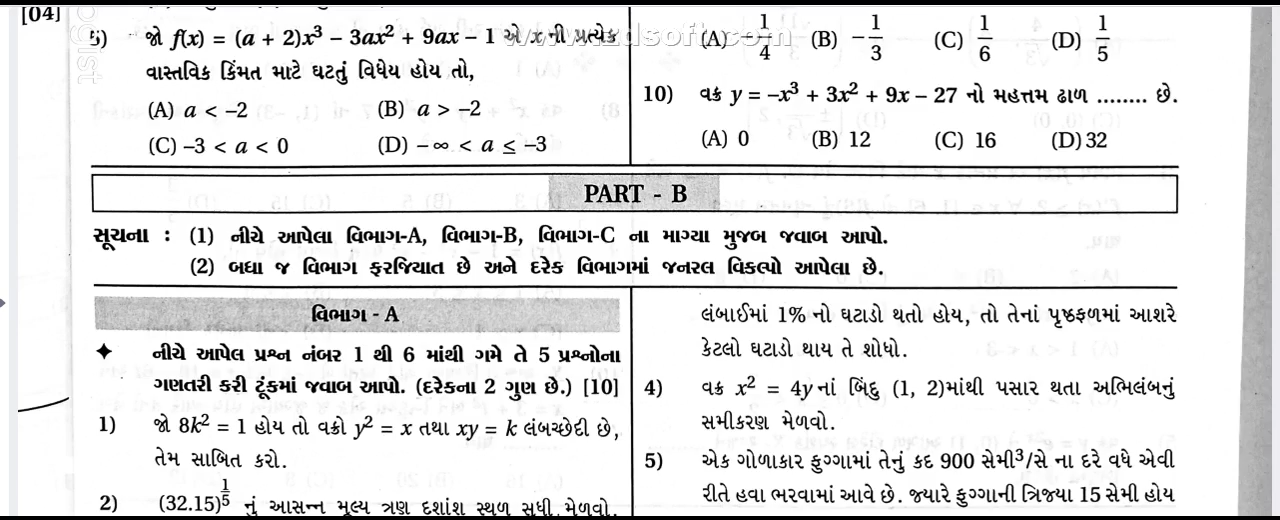 [04]
5) જો f(x) = (a + 2)x³ – 3ax² + 9ax – 1 એ x ની પ્રત્યેક
વાસ્તવિક કિંમત માટે ઘટતું વિધેય હોય તો,
(A) a < –2 (B) a > –2
(C) –3 < a < 0 (D) – ∞ < a ≤ –3
(A) –1/4 (B) –1/3 (C) 1/6 (D) 1/5
10) વક્ર y = –x³ + 3x² + 9x – 27 નો મહત્તમ ઢાળ ........ છે.
(A) 0 (B) 12 (C) 16 (D) 32
PART - B
સૂચના : (1) નીચે આપેલા વિભાગ-A, વિભાગ-B, વિભાગ-C ના માગ્યા મુજબ જવાબ આપો.
(2) બધા જ વિભાગ ફરજિયાત છે અને દરેક વિભાગમાં જનરલ વિકલ્પો આપેલા છે.
વિભાગ - A
✦ નીચે આપેલ પ્રશ્ન નંબર 1 થી 6 માંથી ગમે તે 5 પ્રશ્નોના
ગણતરી કરી ટૂંકમાં જવાબ આપો. (દરેકના 2 ગુણ છે.) [10]
1) જો 8k² = 1 હોય તો વક્રો y² = x તથા xy = k લંબચ્છેદી છે,
તેમ સાબિત કરો.
2) (32.15)^(1/5) નું આસન્ન મૂલ્ય ત્રણ દશાંશ સ્થળ સુધી મેળવો.
લંબાઈમાં 1% નો ઘટાડો થતો હોય, તો તેનાં પૃષ્ઠફળમાં આશરે
કેટલો ઘટાડો થાય તે શોધો.
4) વક્ર x² = 4y નાં બિંદુ (1, 2)માંથી પસાર થતા અભિલંબનું
સમીકરણ મેળવો.
5) એક ગોળાકાર ફુગ્ગામાં તેનું કદ 900 સેમી³/સે ના દરે વધે એવી
રીતે હવા ભરવામાં આવે છે. જ્યારે ફુગ્ગાની ત્રિજ્યા 15 સેમી હોય